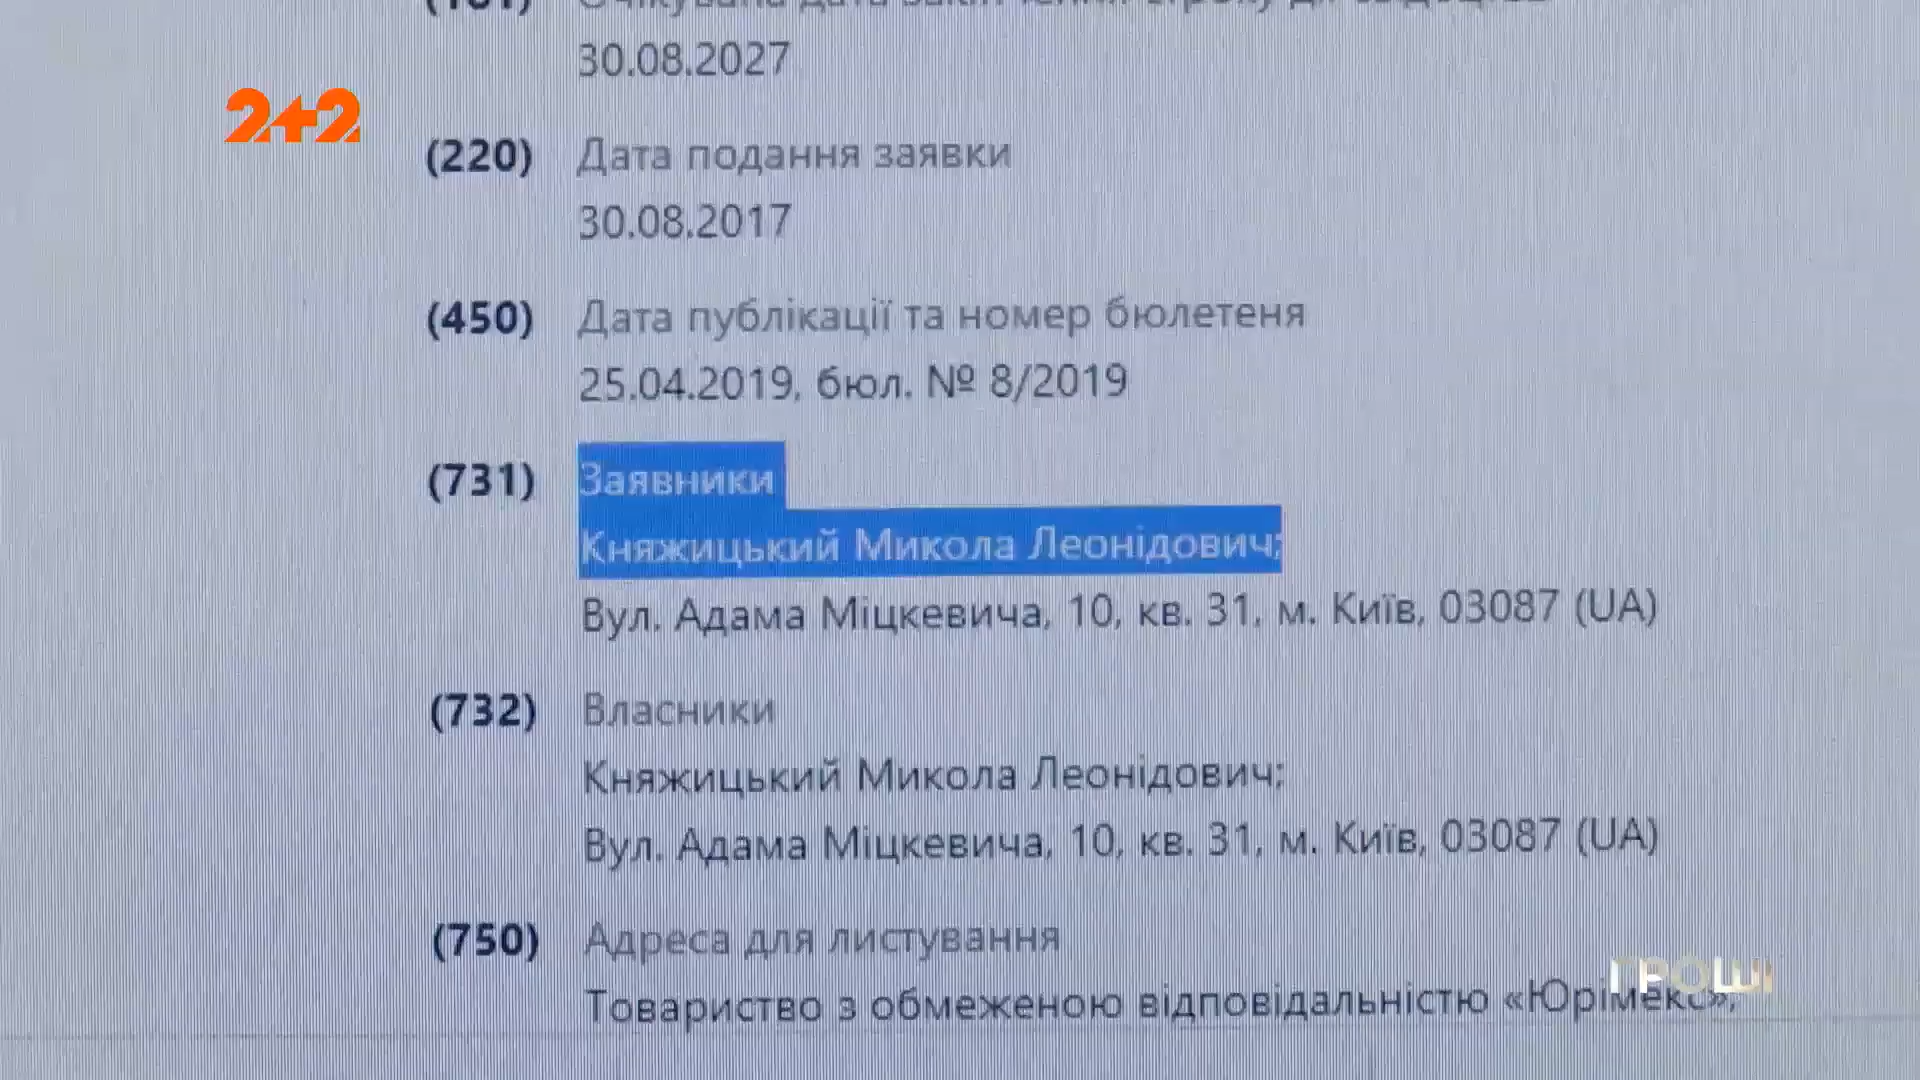 30.08.2027
2+2
(220) Дата подання заявки
30.08.2017
(450) Дата публікації та номер бюлетеня
25.04.2019, бюл. № 8/2019
(731) Заявники
Княжицький Микола Леонідович;
Вул. Адама Міцкевича, 10, кв. 31, м. Київ, 03087 (UA)
(732) Власники
Княжицький Микола Леонідович;
Вул. Адама Міцкевича, 10, кв. 31, м. Київ, 03087 (UA)
(750) Адреса для листування
ГРОШІ
Товариство з обмеженою відповідальністю «Юрімекс»,